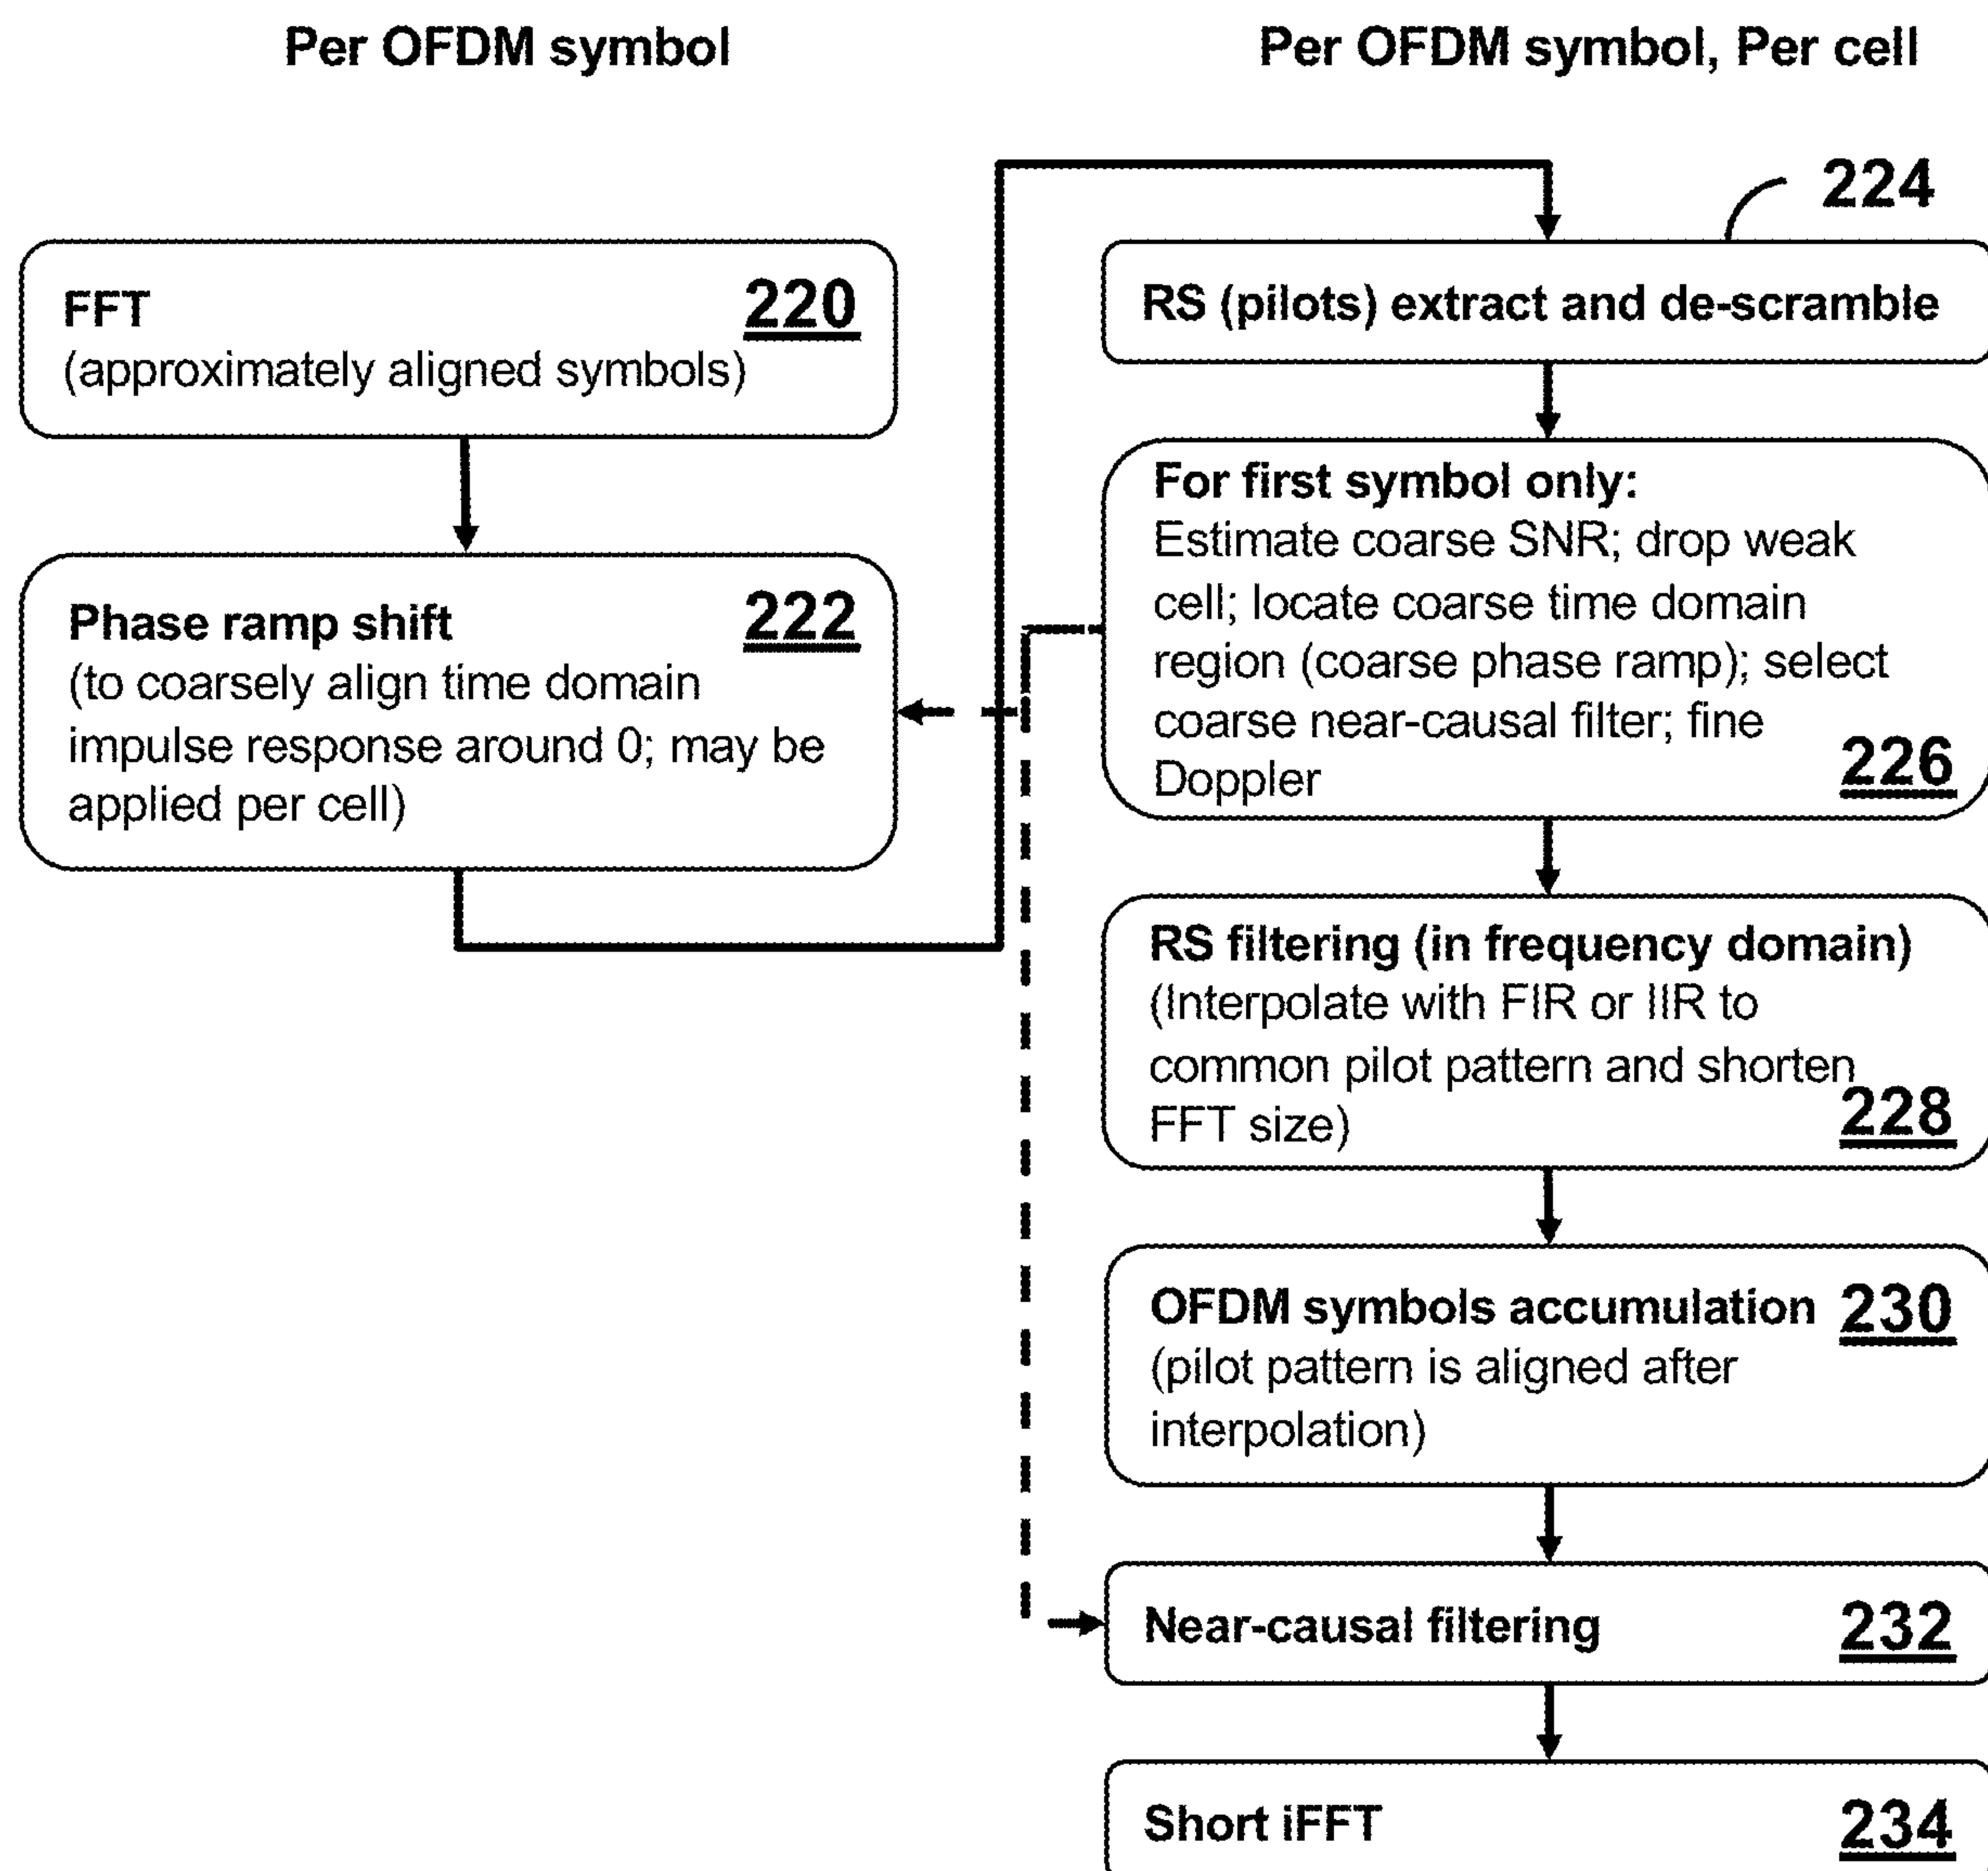 Per OFDM symbol
Per OFDM symbol, Per cell
FFT
220
(approximately aligned symbols)
Phase ramp shift
222
(to coarsely align time domain
impulse response around 0; may be
applied per cell)
224
RS (pilots) extract and de-scramble
For first symbol only:
Estimate coarse SNR; drop weak
cell; locate coarse time domain
region (coarse phase ramp); select
coarse near-causal filter; fine
Doppler
226
RS filtering (in frequency domain)
(Interpolate with FIR or IIR to
common pilot pattern and shorten
FFT size)
228
OFDM symbols accumulation
230
(pilot pattern is aligned after
interpolation)
Near-causal filtering
232
Short iFFT
234